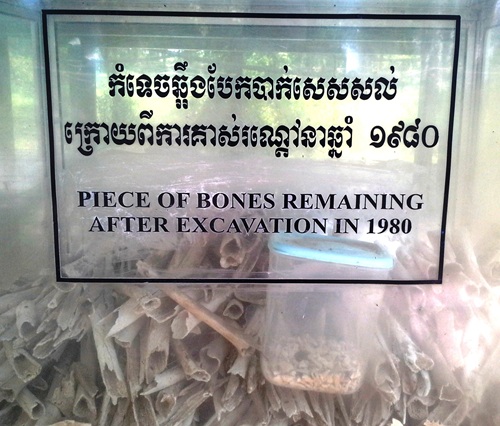 កំទេចឆ្អឹងបែកបាក់សេសសល់
ក្រោយពីការគាស់រណ្តៅនាឆ្នាំ ១៩៨០
PIECE OF BONES REMAINING
AFTER EXCAVATION IN 1980